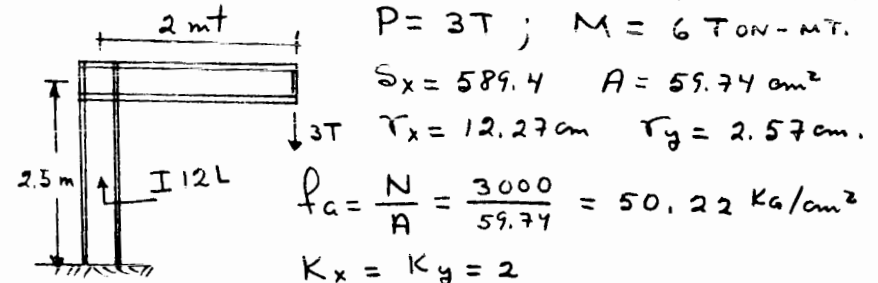 2 mt
P = 3T ; M = 6 TON-MT.
Sx = 589.4 A = 59.74 cm²
3T rx = 12.27 cm ry = 2.57 cm.
2.5 m I 12 L
fa = N/A = 3000/59.74 = 50.22 KG/cm²
Kx = Ky = 2